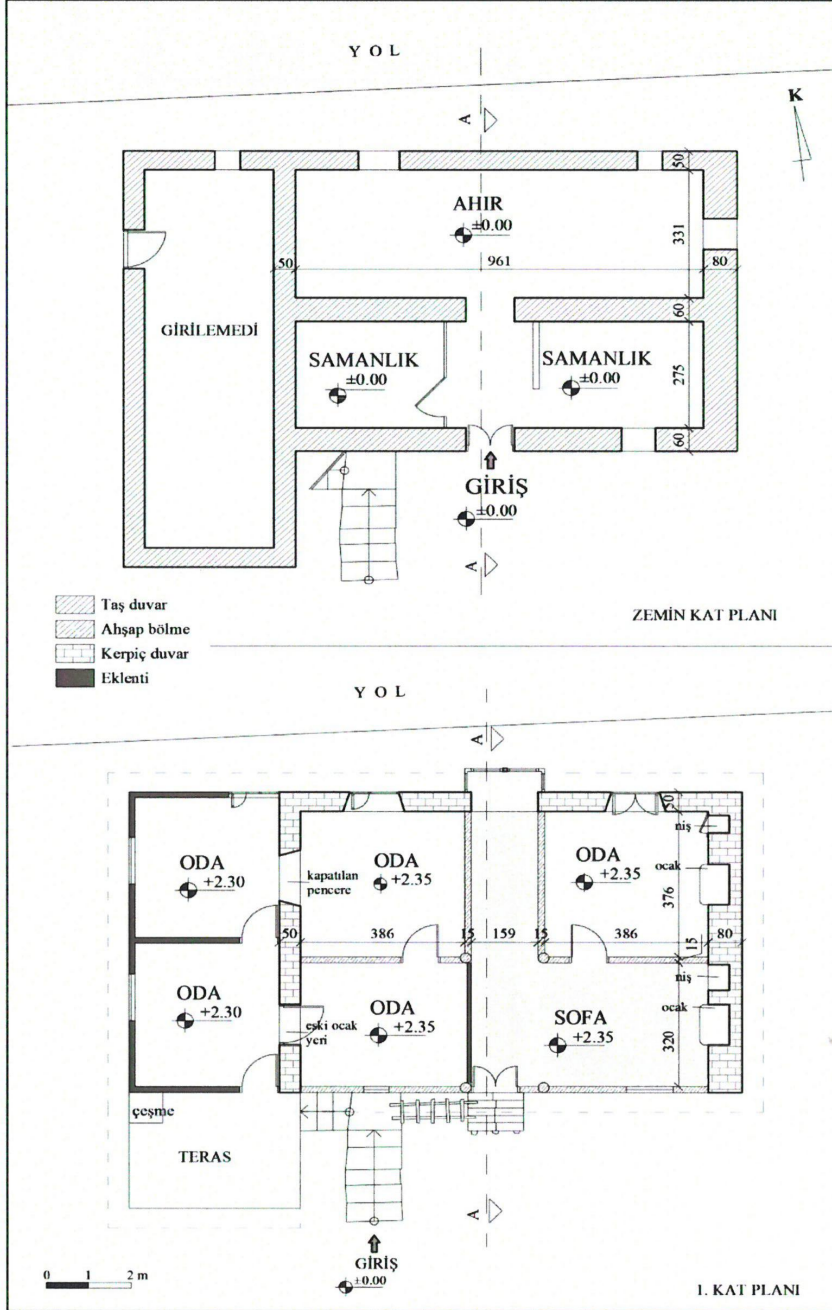 Y O L
K
A
50
AHIR
±0.00
331
50
961
80
GİRİLEMEDİ
60
SAMANLIK
±0.00
SAMANLIK
±0.00
275
60
GİRİŞ
±0.00
A
Taş duvar
Ahşap bölme
Kerpiç duvar
Eklenti
ZEMİN KAT PLANI
Y O L
A
50
niş
ODA
+2.30
kapatılan
pencere
ODA
+2.35
ODA
+2.35
ocak
376
50
386
15
159
15
386
15
80
niş
ODA
+2.30
eski ocak
yeri
ODA
+2.35
SOFA
+2.35
ocak
320
çeşme
TERAS
A
GİRİŞ
±0.00
0 1 2 m
1. KAT PLANI